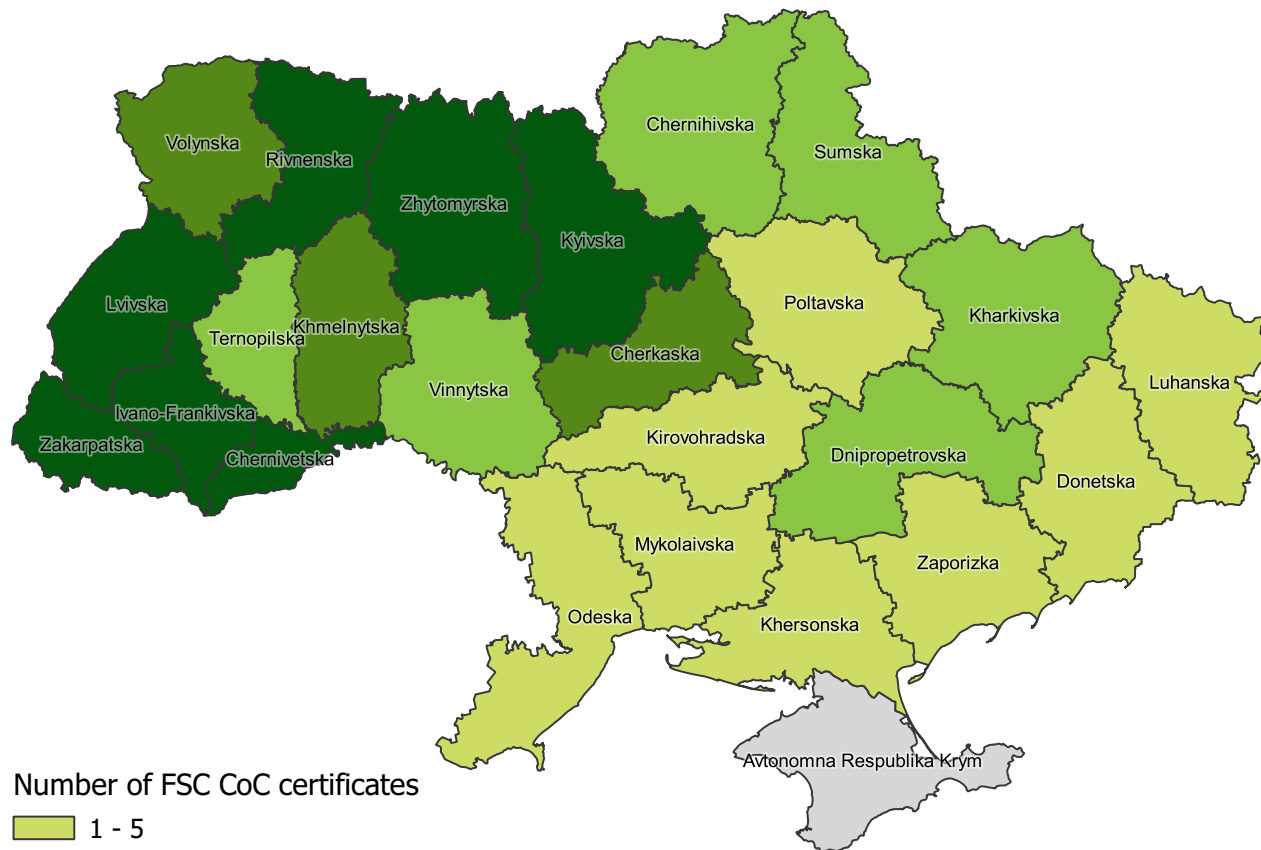 Chernihivska
Volynska
Sumska
Rivnenska
Zhytomyrska
Kyivska
Lvivska
Poltavska
Kharkivska
Ternopilska
Khmelnytska
Cherkaska
Vinnytska
Luhanska
Ivano-Frankivska
Zakarpatska
Chernivetska
Kirovohradska
Dnipropetrovska
Donetska
Mykolaivska
Zaporizka
Odeska
Khersonska
Avtonomna Respublika Krym
Number of FSC CoC certificates
1 - 5